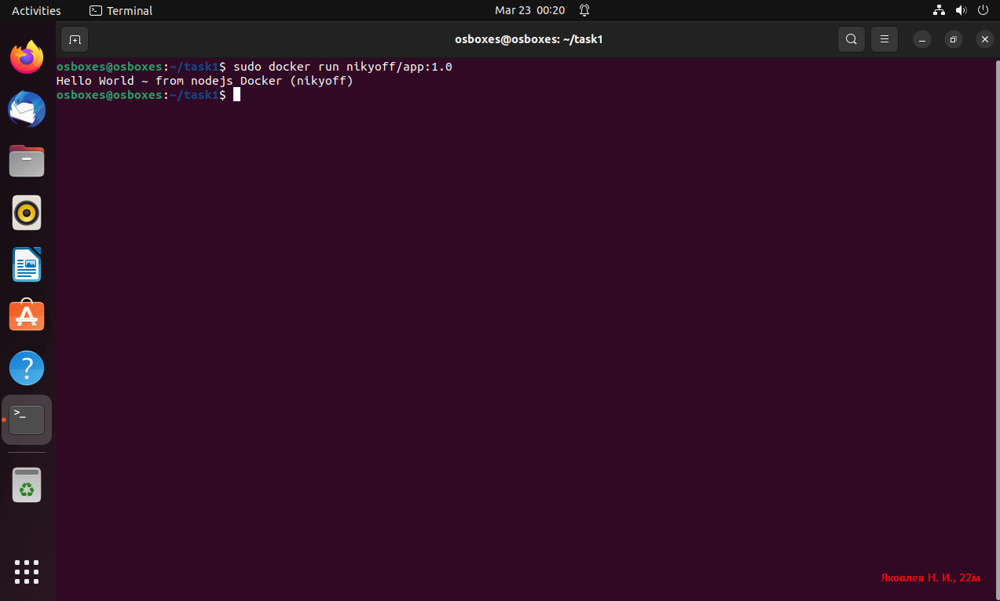 Activities
Terminal
Mar 23 00:20
osboxes@osboxes: ~/task1
osboxes@osboxes:~/task1$ sudo docker run nikyoff/app:1.0
Hello World ~ from nodejs Docker (nikyoff)
osboxes@osboxes:~/task1$
Яковлев Н. И., 22м